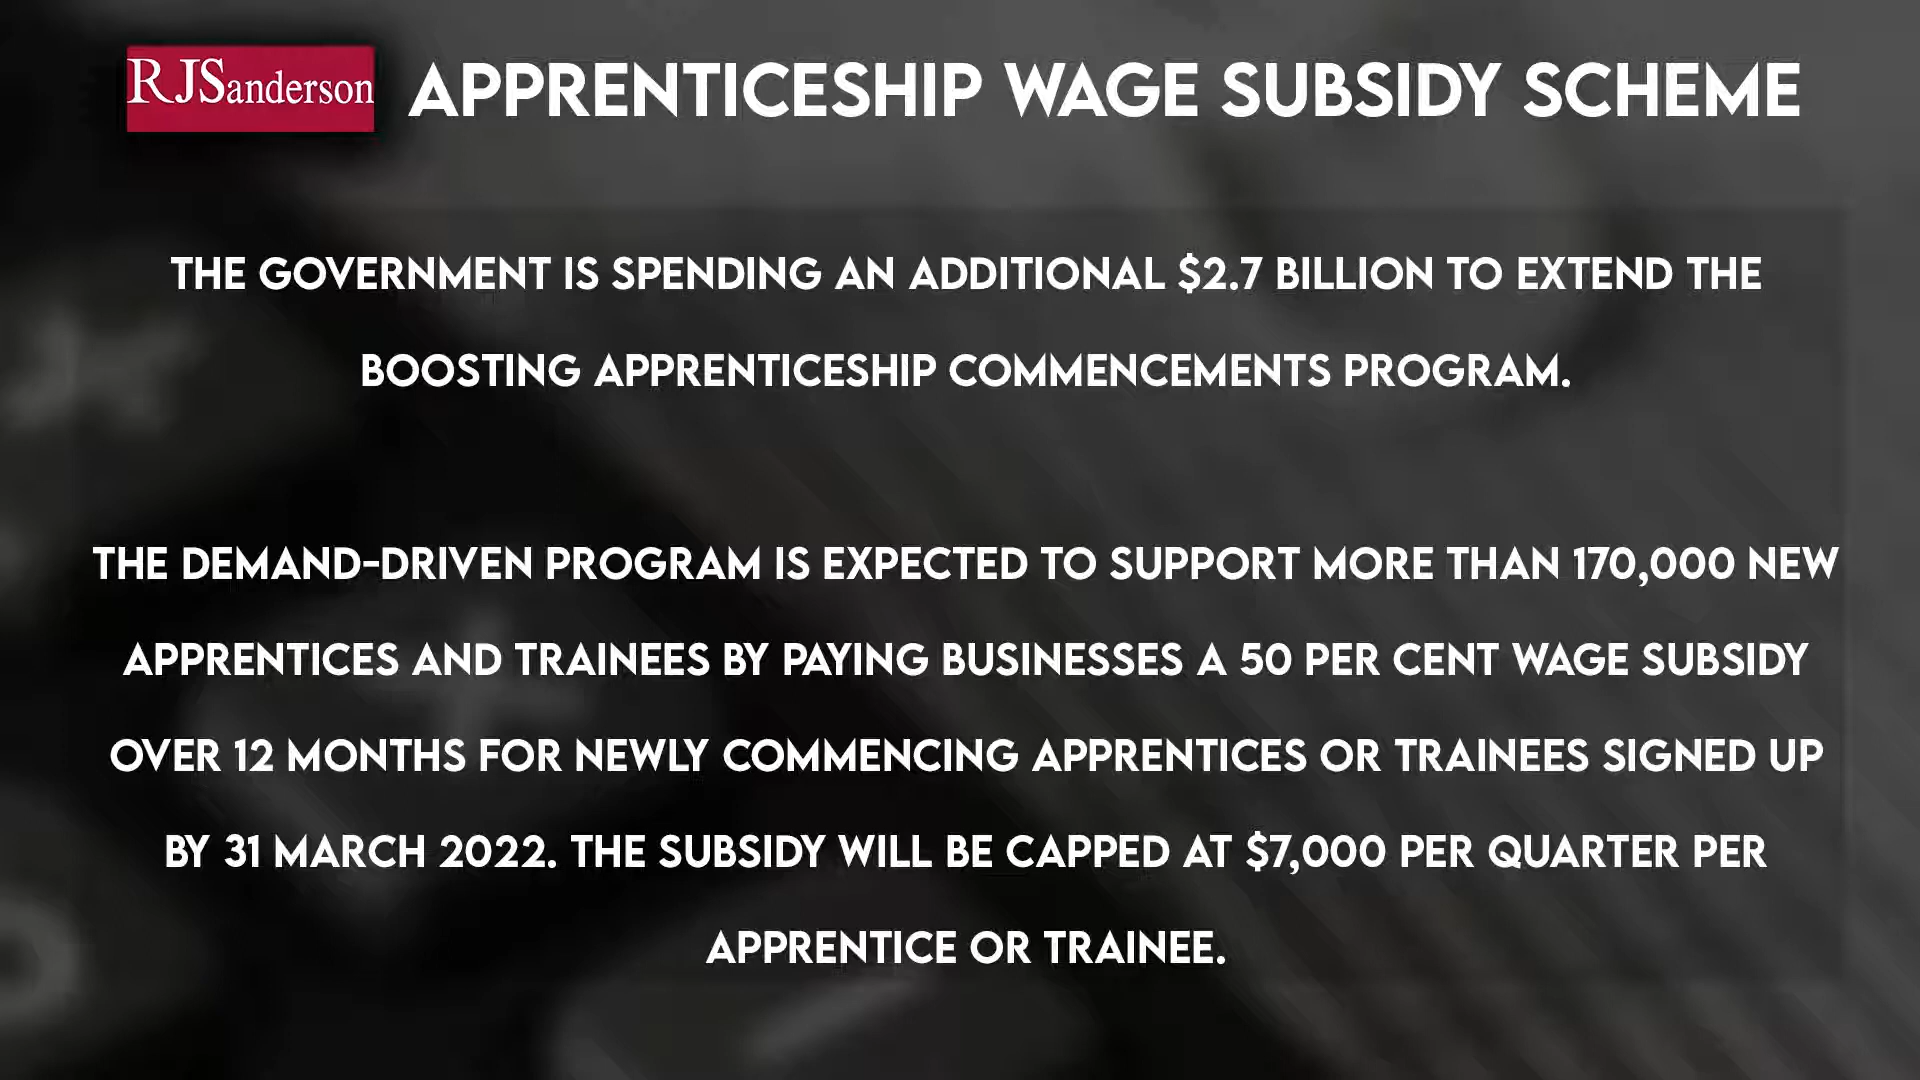 RJSanderson
APPRENTICESHIP WAGE SUBSIDY SCHEME
THE GOVERNMENT IS SPENDING AN ADDITIONAL $2.7 BILLION TO EXTEND THE
BOOSTING APPRENTICESHIP COMMENCEMENTS PROGRAM.
THE DEMAND-DRIVEN PROGRAM IS EXPECTED TO SUPPORT MORE THAN 170,000 NEW
APPRENTICES AND TRAINEES BY PAYING BUSINESSES A 50 PER CENT WAGE SUBSIDY
OVER 12 MONTHS FOR NEWLY COMMENCING APPRENTICES OR TRAINEES SIGNED UP
BY 31 MARCH 2022. THE SUBSIDY WILL BE CAPPED AT $7,000 PER QUARTER PER
APPRENTICE OR TRAINEE.